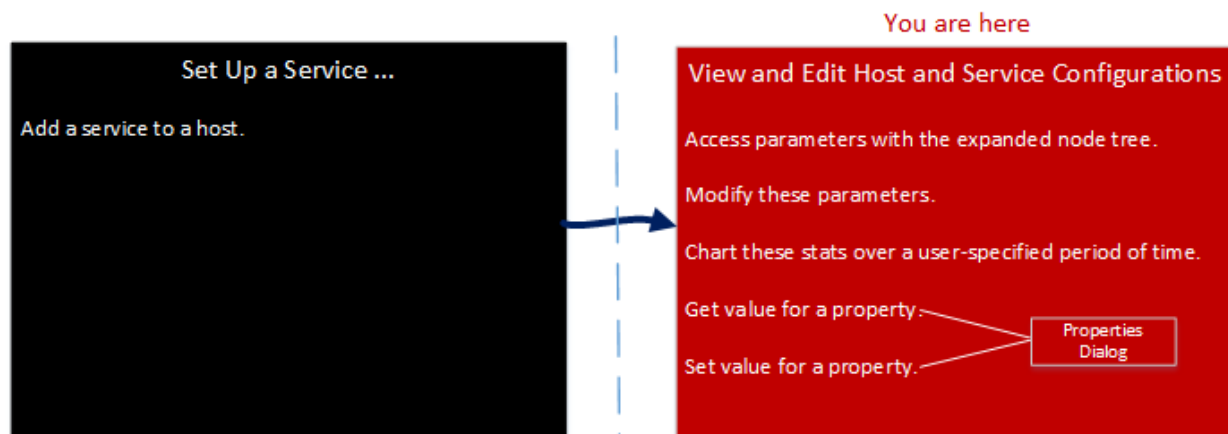 You are here
Set Up a Service ...
Add a service to a host.
View and Edit Host and Service Configurations
Access parameters with the expanded node tree.
Modify these parameters.
Chart these stats over a user-specified period of time.
Get value for a property.
Set value for a property.
Properties
Dialog